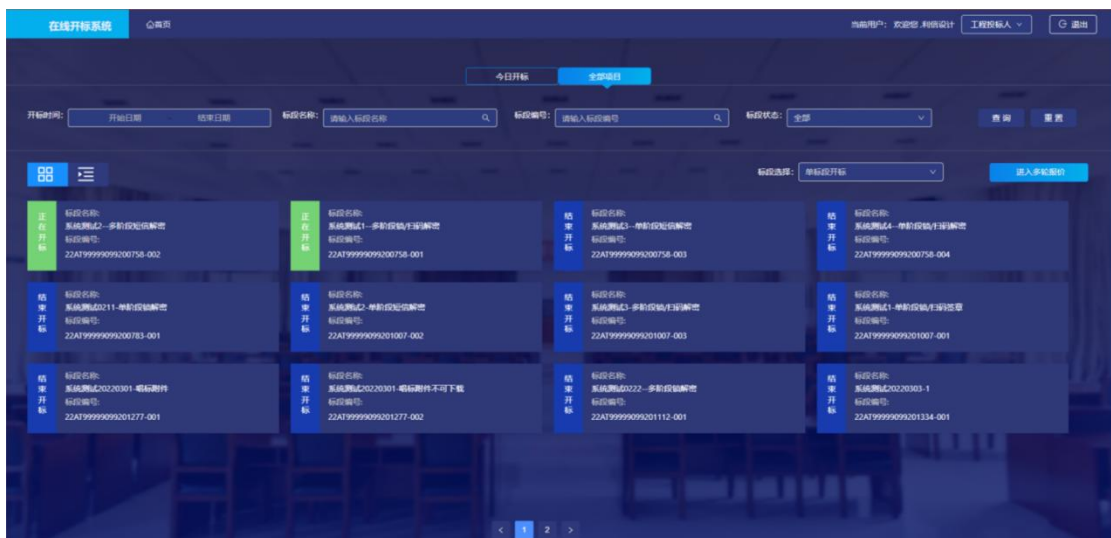 在线开标系统
首页
当前用户: 欢迎您,利信设计
工程投标人
退出
今日开标
全部项目
开标时间:
开始日期 - 结束日期
标段名称:
请输入标段名称
标段编号:
请输入标段编号
标段状态:
全部
查询
重置
标段选择:
单标段开标
进入多轮报价
正在开标
标段名称:
系统测试2--多阶段短信解密
标段编号:
22AT99999099200758-002
正在开标
标段名称:
系统测试1--多阶段锁/扫码解密
标段编号:
22AT99999099200758-001
结束开标
标段名称:
系统测试3--单阶段短信解密
标段编号:
22AT99999099200758-003
结束开标
标段名称:
系统测试4--单阶段锁/扫码解密
标段编号:
22AT99999099200758-004
结束开标
标段名称:
系统测试0211-单阶段锁解密
标段编号:
22AT99999099200783-001
结束开标
标段名称:
系统测试2-单阶段短信解密
标段编号:
22AT99999099201007-002
结束开标
标段名称:
系统测试3-多阶段锁/扫码解密
标段编号:
22AT99999099201007-003
结束开标
标段名称:
系统测试1-单阶段锁/扫码签章
标段编号:
22AT99999099201007-001
结束开标
标段名称:
系统测试20220301-唱标附件
标段编号:
22AT99999099201277-001
结束开标
标段名称:
系统测试20220301-唱标附件不可下载
标段编号:
22AT99999099201277-002
结束开标
标段名称:
系统测试0222--多阶段锁解密
标段编号:
22AT99999099201112-001
结束开标
标段名称:
系统测试20220303-1
标段编号:
22AT99999099201334-001
< 1 2 >